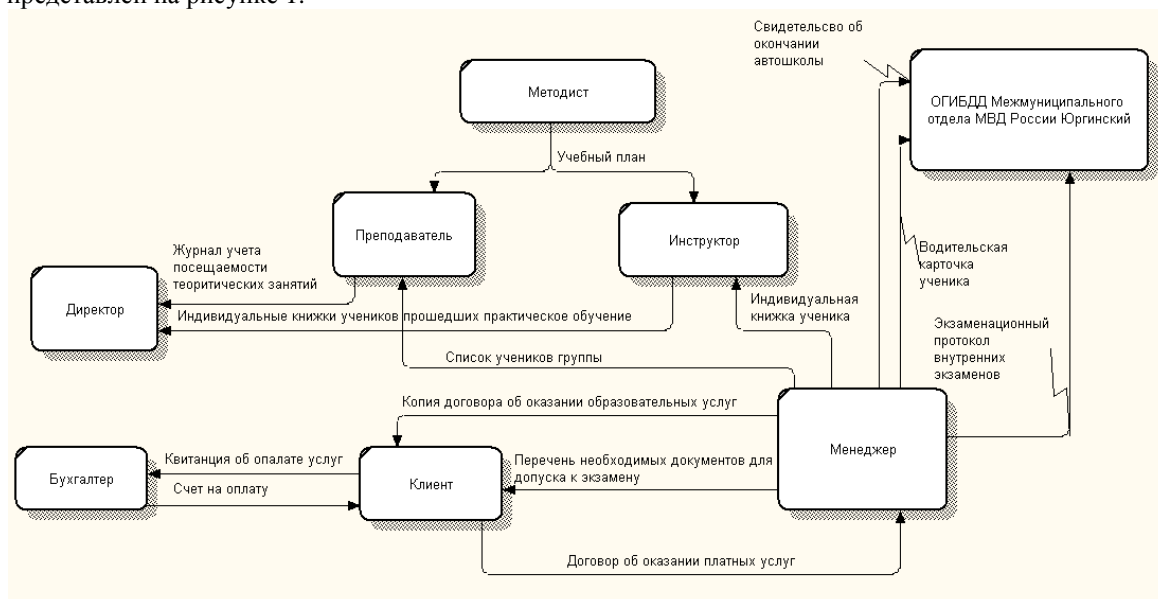 представлен на рисунке 1.
Свидетельсво об
окончании
автошколы
Методист
ОГИБДД Межмуниципального
отдела МВД России Юргинский
Учебный план
Преподаватель
Инструктор
Журнал учета
посещаемости
теоритических занятий
Водительская
карточка
ученика
Директор
Индивидуальные книжки учеников прошедших практическое обучение
Индивидуальная
книжка ученика
Экзаменационный
протокол
внутренних
экзаменов
Список учеников группы
Копия договора об оказании образовательных услуг
Менеджер
Квитанция об опалате услуг
Перечень необходимых документов для
допуска к экзамену
Бухгалтер
Клиент
Счет на оплату
Договор об оказании платных услуг